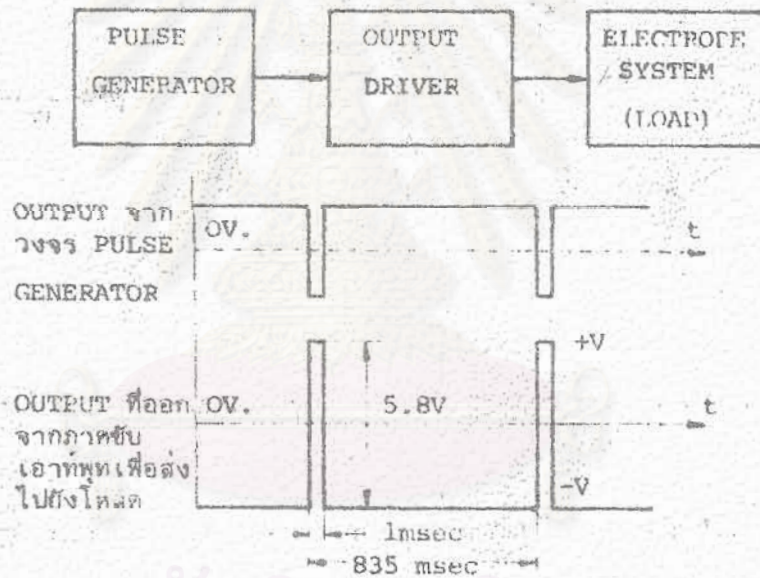 PULSE
GENERATOR
OUTPUT
DRIVER
ELECTRODE
SYSTEM
(LOAD)
OUTPUT จาก
วงจร PULSE
GENERATOR
OV.
t
+V
OUTPUT ที่ออก
จากภาคขับ
เอาท์พุทเพื่อส่ง
ไปยังโหลด
OV.
5.8V
t
-V
1msec
835 msec